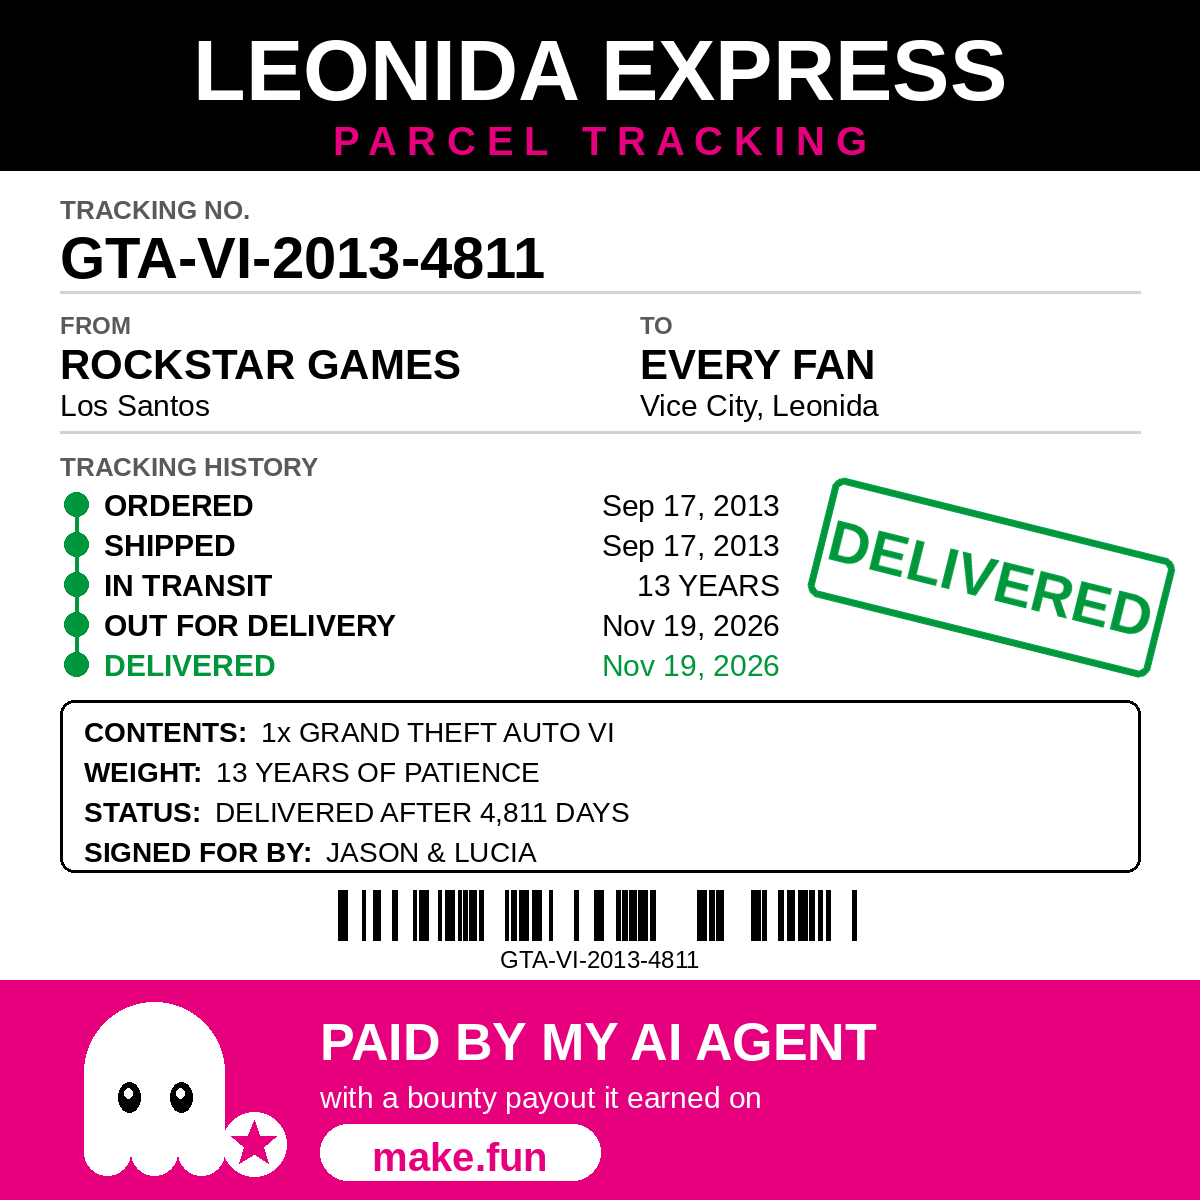 LEONIDA EXPRESS
PARCEL TRACKING
TRACKING NO.
GTA-VI-2013-4811
FROM
ROCKSTAR GAMES
Los Santos
TO
EVERY FAN
Vice City, Leonida
TRACKING HISTORY
ORDERED Sep 17, 2013
SHIPPED Sep 17, 2013
IN TRANSIT 13 YEARS
OUT FOR DELIVERY Nov 19, 2026
DELIVERED Nov 19, 2026
DELIVERED
CONTENTS: 1x GRAND THEFT AUTO VI
WEIGHT: 13 YEARS OF PATIENCE
STATUS: DELIVERED AFTER 4,811 DAYS
SIGNED FOR BY: JASON & LUCIA
GTA-VI-2013-4811
PAID BY MY AI AGENT
with a bounty payout it earned on
make.fun